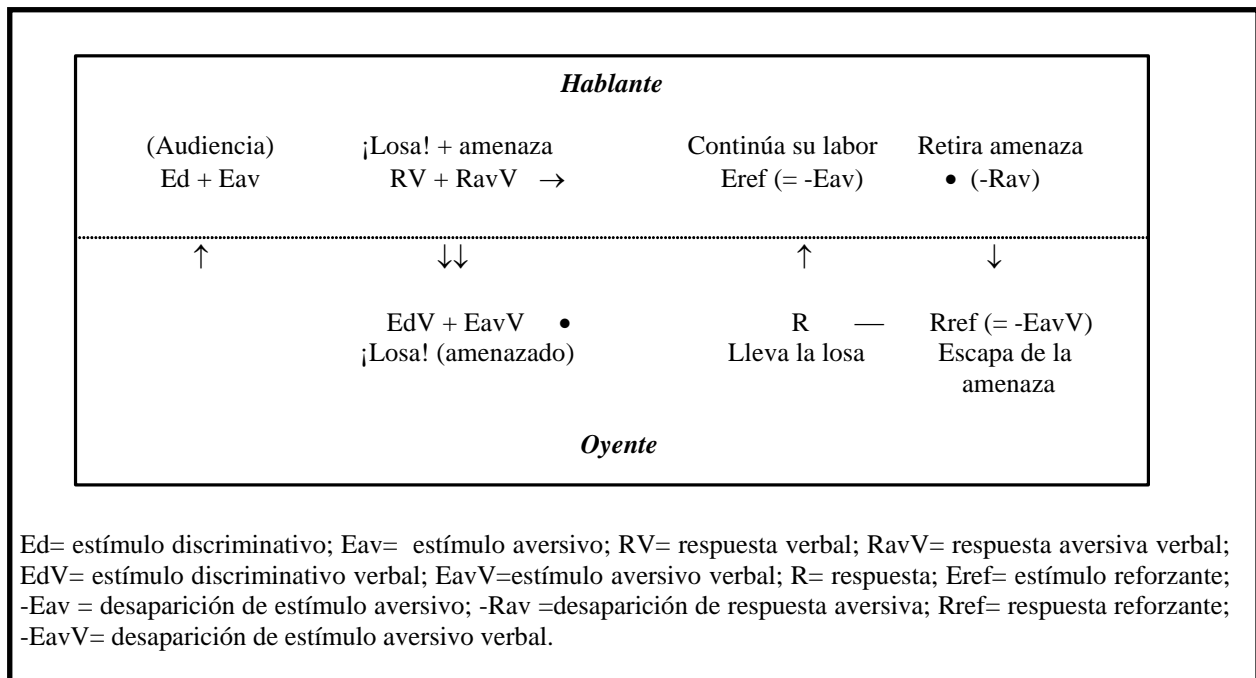 Hablante
(Audiencia) ¡Losa! + amenaza Continúa su labor Retira amenaza
Ed + Eav RV + RavV → Eref (= -Eav) • (-Rav)
↑ ↓↓ ↑ ↓
EdV + EavV • R — Rref (= -EavV)
¡Losa! (amenazado) Lleva la losa Escapa de la
amenaza
Oyente
Ed= estímulo discriminativo; Eav= estímulo aversivo; RV= respuesta verbal; RavV= respuesta aversiva verbal;
EdV= estímulo discriminativo verbal; EavV=estímulo aversivo verbal; R= respuesta; Eref= estímulo reforzante;
-Eav = desaparición de estímulo aversivo; -Rav =desaparición de respuesta aversiva; Rref= respuesta reforzante;
-EavV= desaparición de estímulo aversivo verbal.